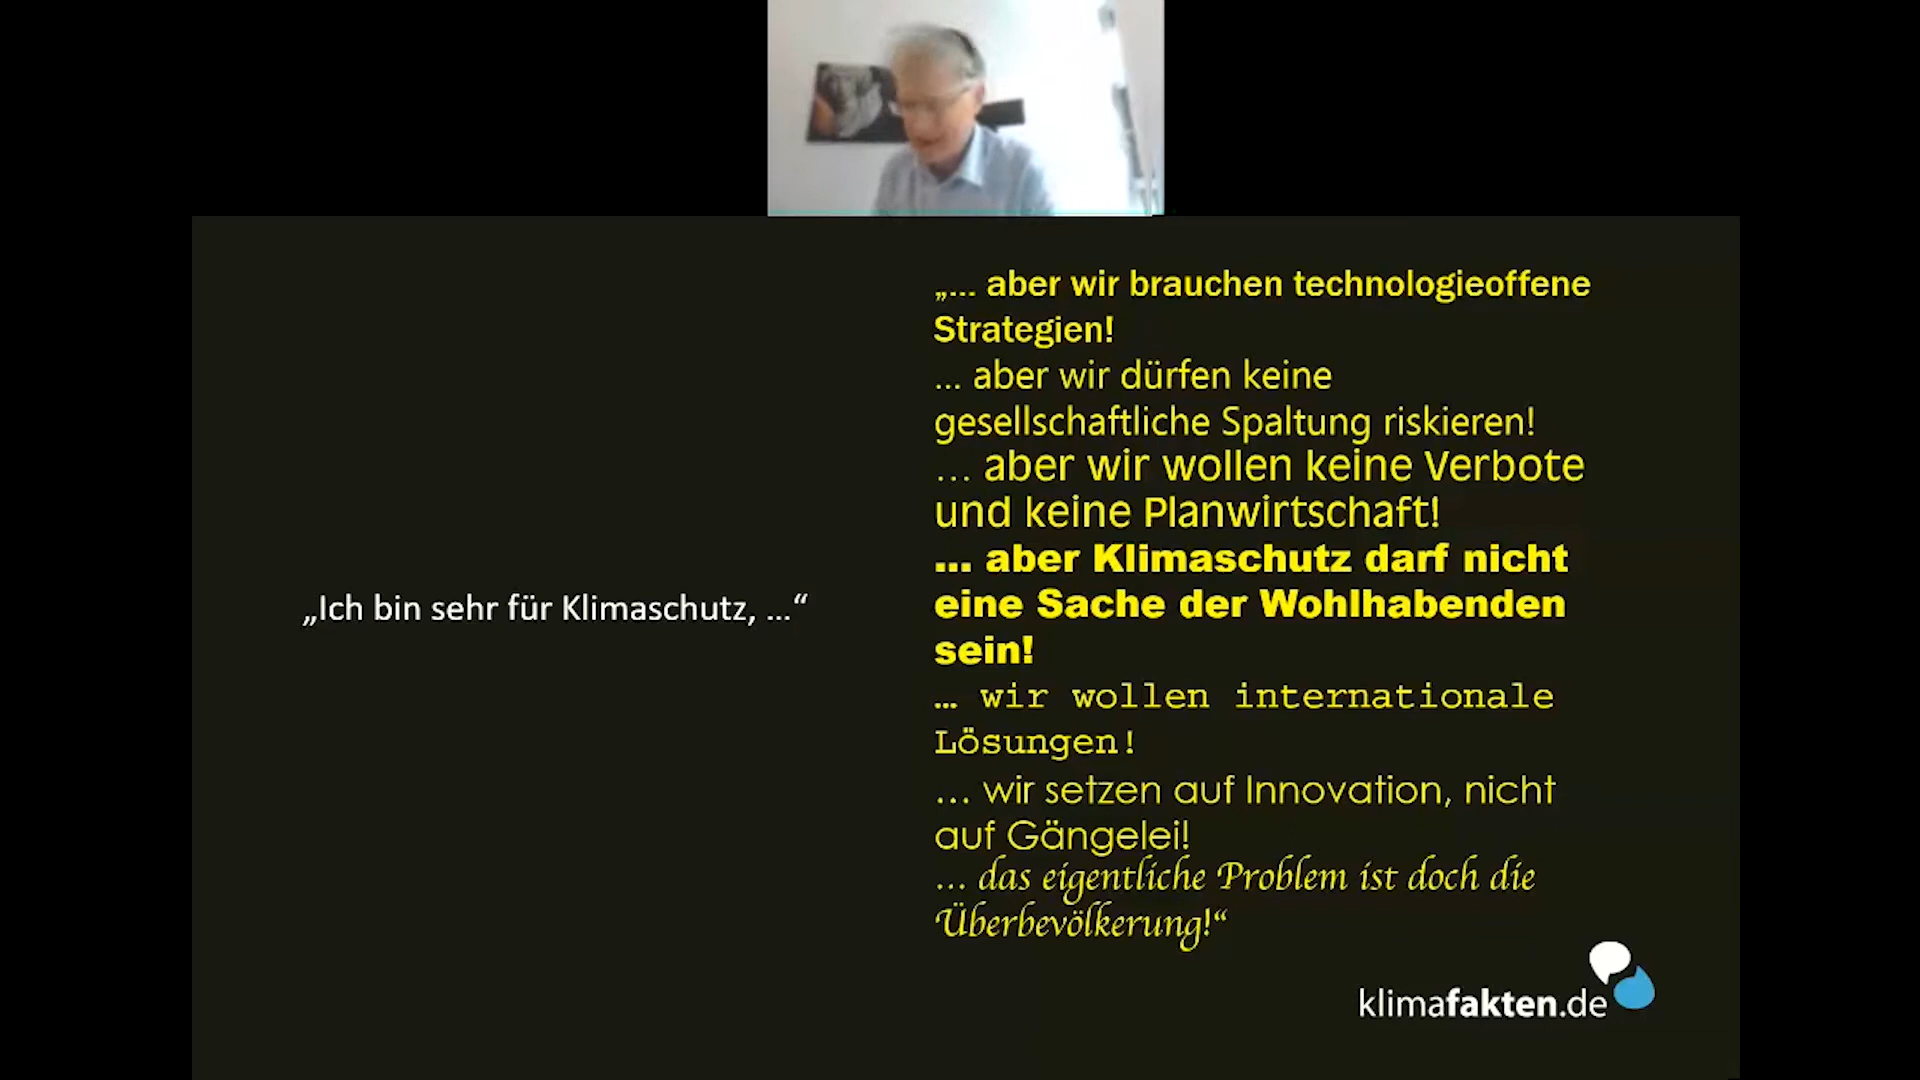 „Ich bin sehr für Klimaschutz, ...“
„... aber wir brauchen technologieoffene
Strategien!
... aber wir dürfen keine
gesellschaftliche Spaltung riskieren!
... aber wir wollen keine Verbote
und keine Planwirtschaft!
... aber Klimaschutz darf nicht
eine Sache der Wohlhabenden
sein!
... wir wollen internationale
Lösungen!
... wir setzen auf Innovation, nicht
auf Gängelei!
... das eigentliche Problem ist doch die
Überbevölkerung!“
klimafakten.de